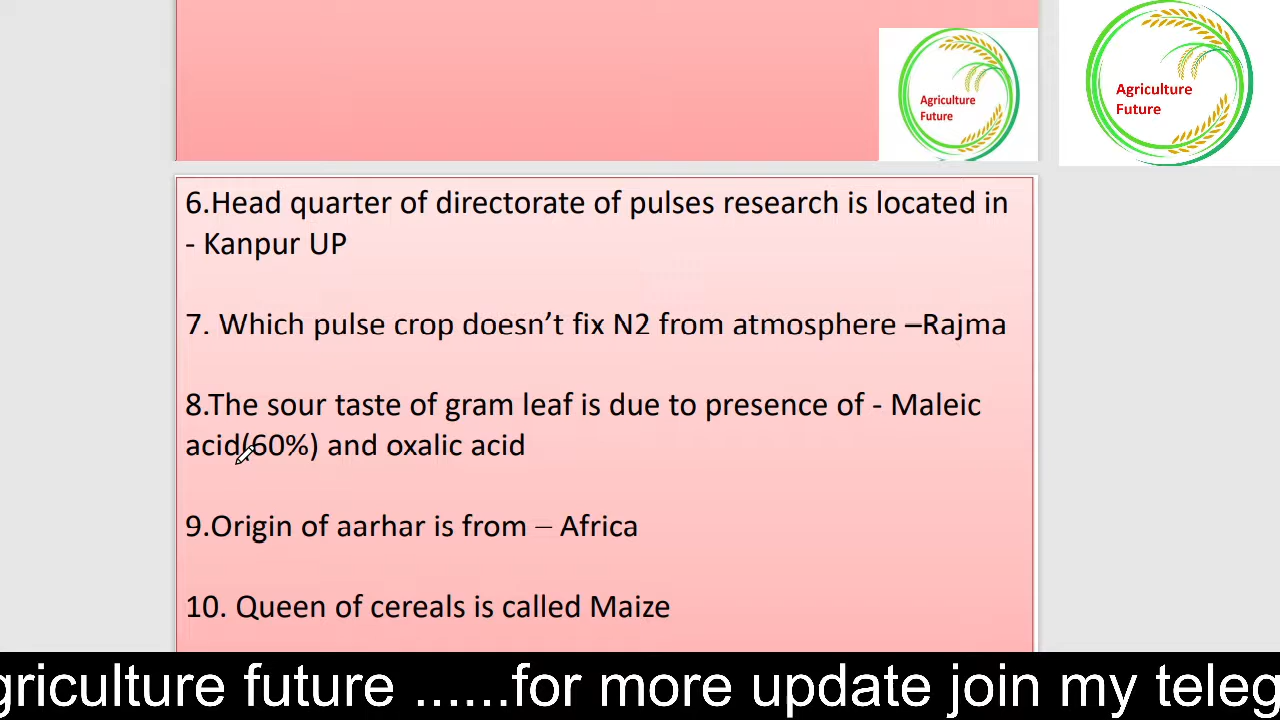 Agriculture
Future
Agriculture
Future
6.Head quarter of directorate of pulses research is located in
- Kanpur UP
7. Which pulse crop doesn’t fix N2 from atmosphere –Rajma
8.The sour taste of gram leaf is due to presence of - Maleic
acid(60%) and oxalic acid
9.Origin of aarhar is from – Africa
10. Queen of cereals is called Maize
griculture future ......for more update join my teleg